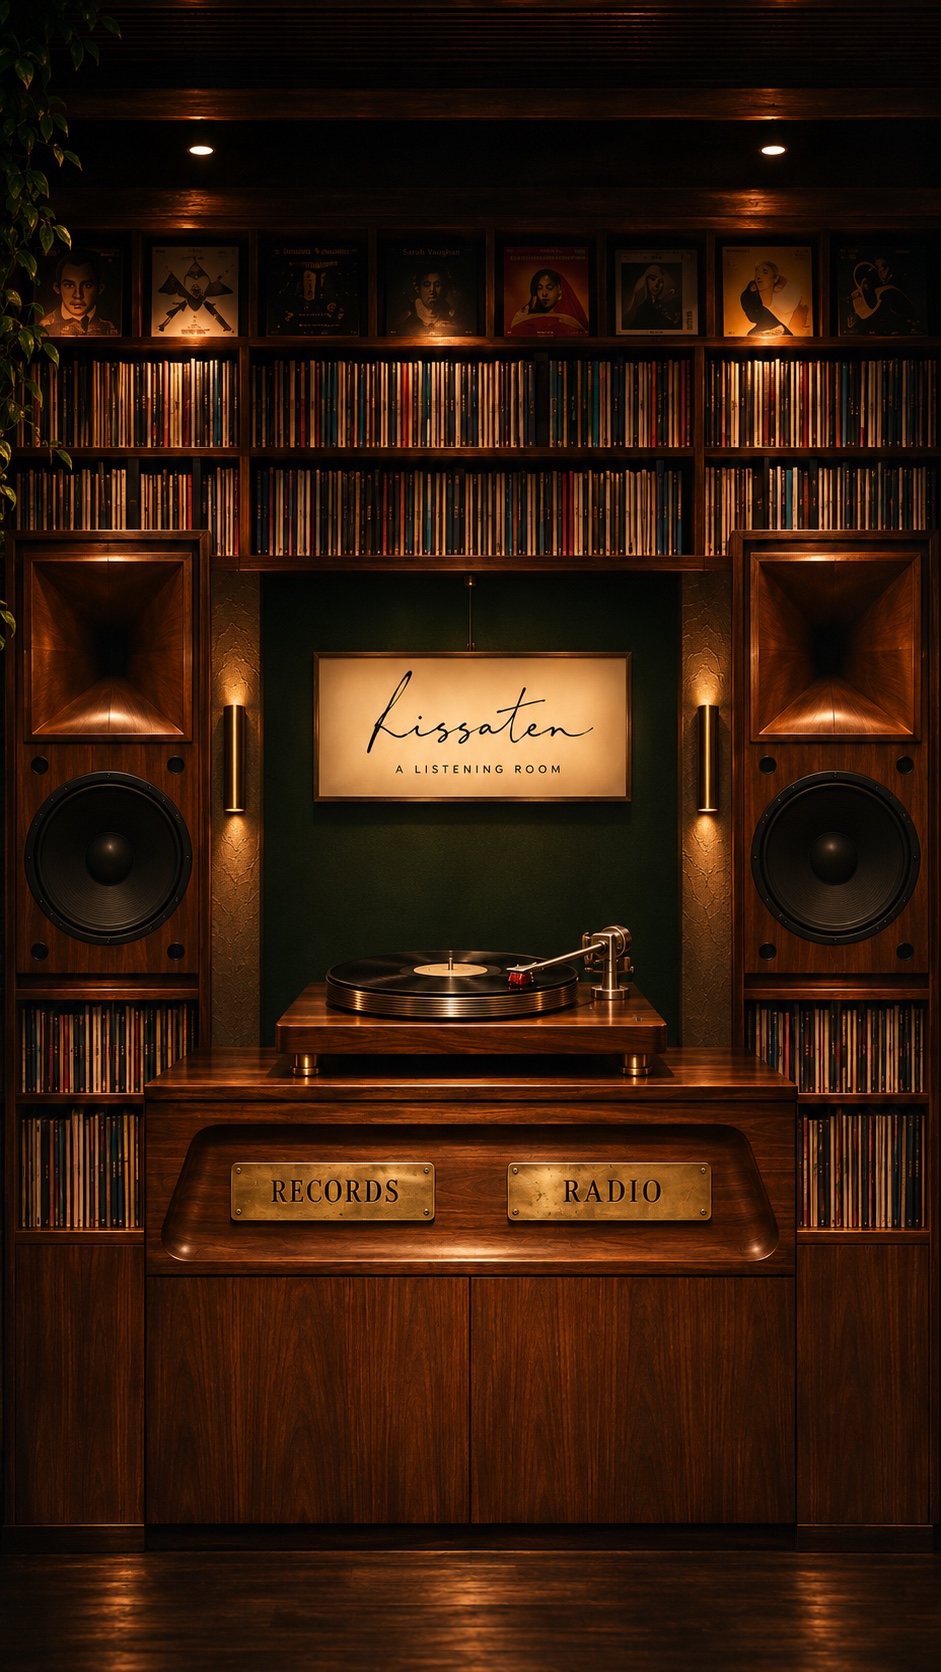 Sarah Vaughan
kissaten
A LISTENING ROOM
RECORDS
RADIO